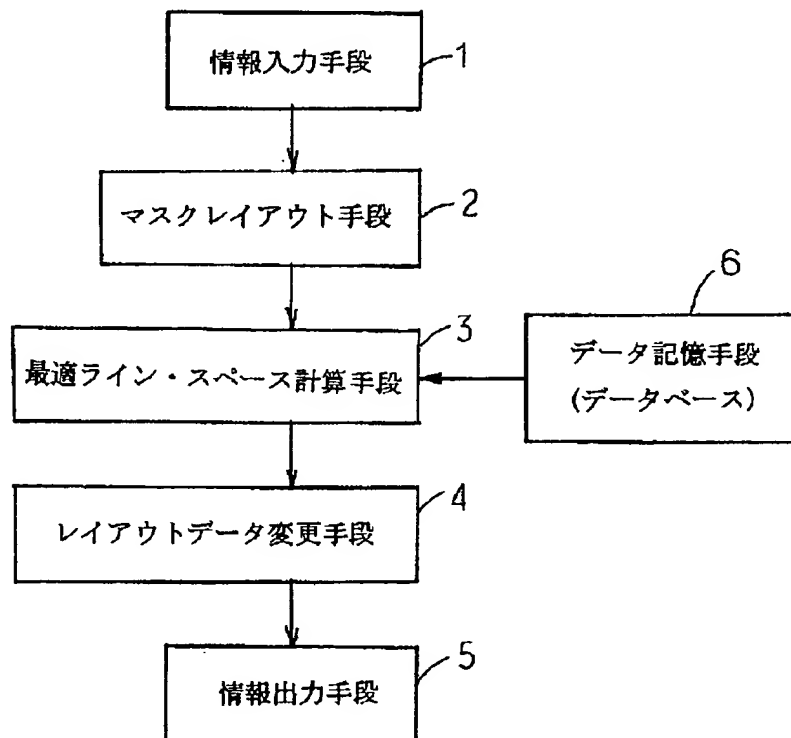 情報入力手段
1
マスクレイアウト手段
2
最適ライン・スペース計算手段
3
データ記憶手段
(データベース)
6
レイアウトデータ変更手段
4
情報出力手段
5